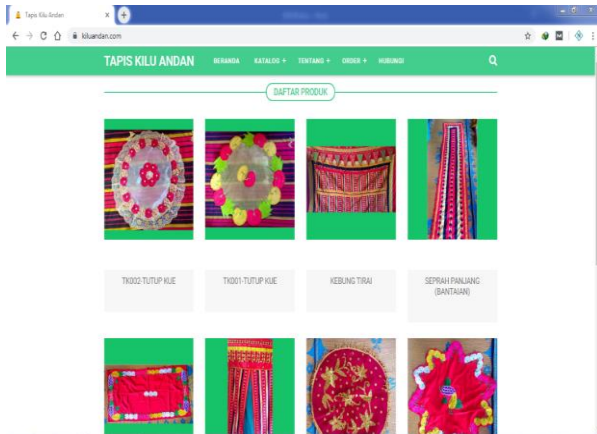 Tapis Kilu Andan
kiluandan.com
TAPIS KILU ANDAN BERANDA KATALOG + TENTANG + ORDER + HUBUNGI
DAFTAR PRODUK
TK002-TUTUP KUE
TK001-TUTUP KUE
KEBUNG TIRAI
SEPRAH PANJANG
(BANTAIAN)